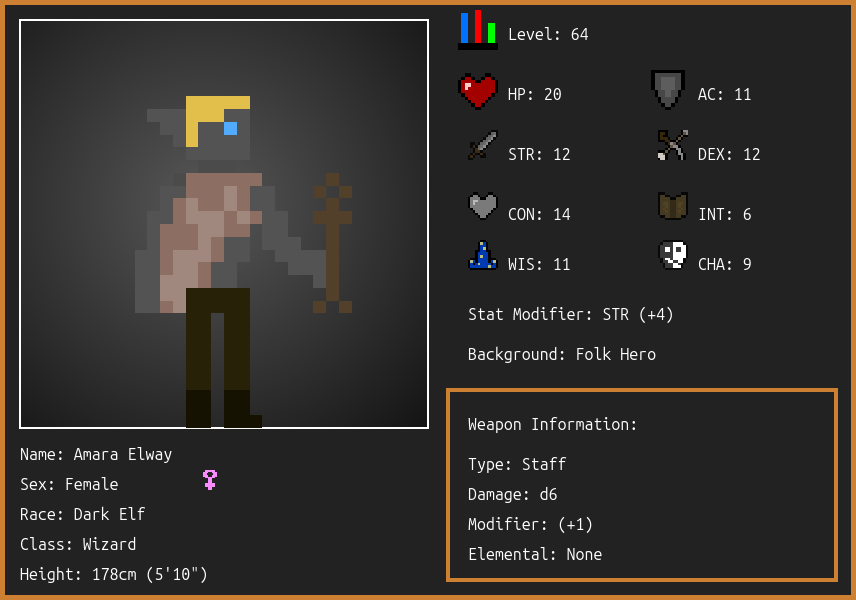 Level: 64
HP: 20
AC: 11
STR: 12
DEX: 12
CON: 14
INT: 6
WIS: 11
CHA: 9
Stat Modifier: STR (+4)
Background: Folk Hero
Weapon Information:
Type: Staff
Damage: d6
Modifier: (+1)
Elemental: None
Name: Amara Elway
Sex: Female
Race: Dark Elf
Class: Wizard
Height: 178cm (5'10")